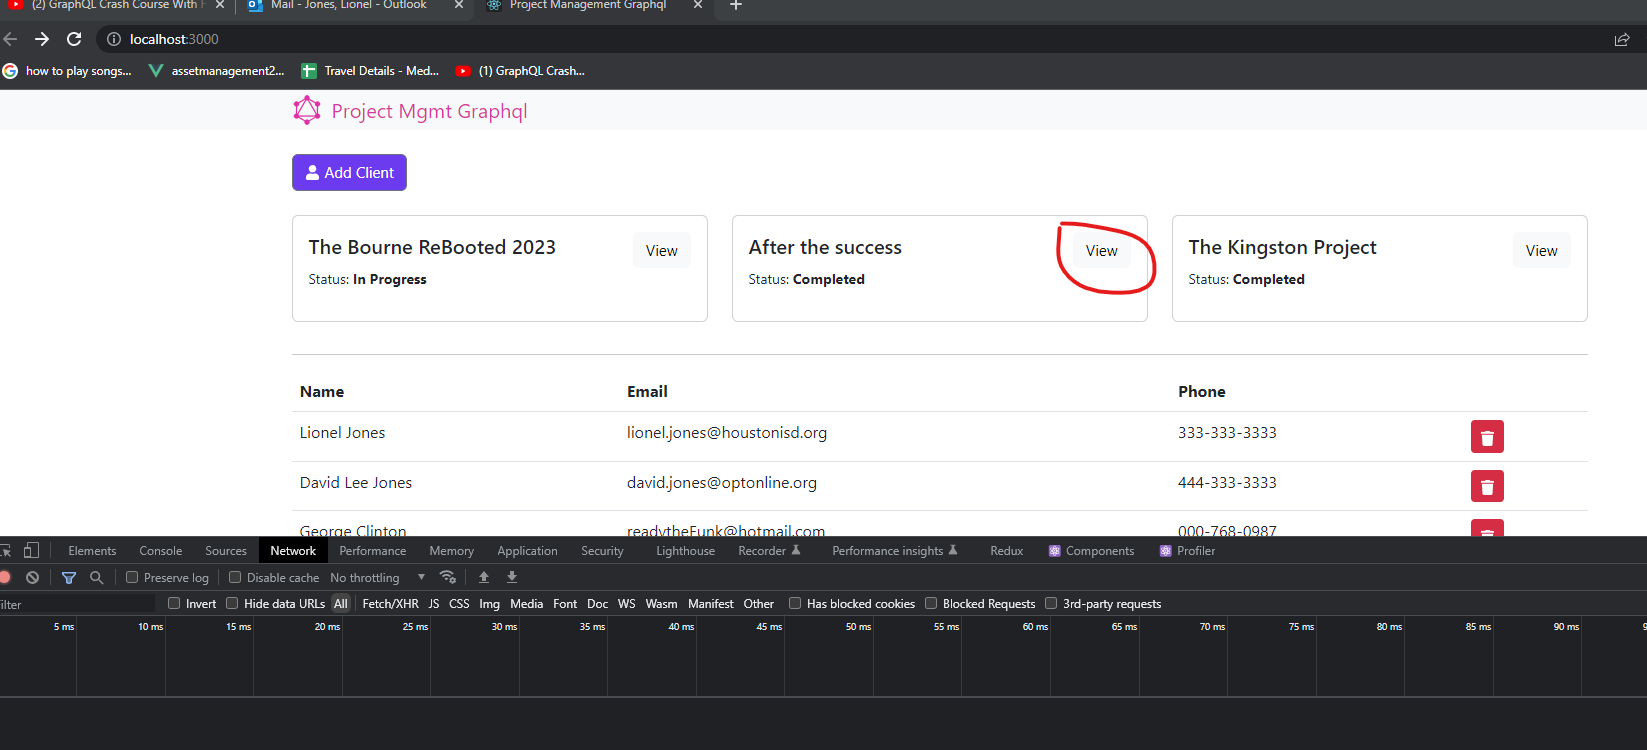 (2) GraphQL Crash Course With
Mail - Jones, Lionel - Outlook
Project Management Graphql
localhost:3000
how to play songs...
assetmanagement2...
Travel Details - Med...
(1) GraphQL Crash...
Project Mgmt Graphql
Add Client
The Bourne ReBooted 2023
View
Status: In Progress
After the success
View
Status: Completed
The Kingston Project
View
Status: Completed
Name Email Phone
Lionel Jones lionel.jones@houstonisd.org 333-333-3333
David Lee Jones david.jones@optonline.org 444-333-3333
George Clinton readytheFunk@hotmail.com 000-768-0987
Elements Console Sources Network Performance Memory Application Security Lighthouse Recorder Performance insights Redux Components Profiler
Preserve log Disable cache No throttling
ilter Invert Hide data URLs All Fetch/XHR JS CSS Img Media Font Doc WS Wasm Manifest Other Has blocked cookies Blocked Requests 3rd-party requests
5 ms 10 ms 15 ms 20 ms 25 ms 30 ms 35 ms 40 ms 45 ms 50 ms 55 ms 60 ms 65 ms 70 ms 75 ms 80 ms 85 ms 90 ms